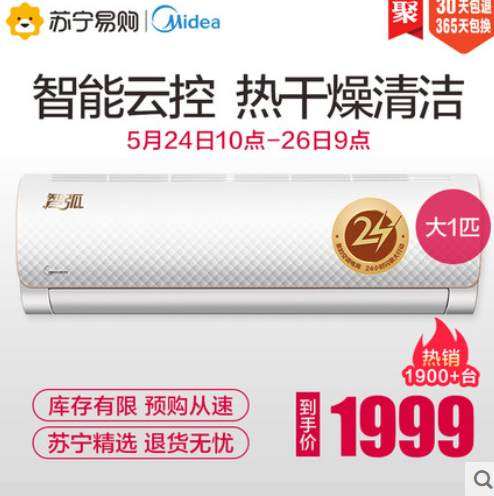 苏宁易购 Midea
聚
30天包退
365天包换
智能云控 热干燥清洁
5月24日10点-26日9点
智弧
24
大1匹
Midea
热销
1900+台
库存有限 预购从速
苏宁精选 退货无忧
到手价
1999